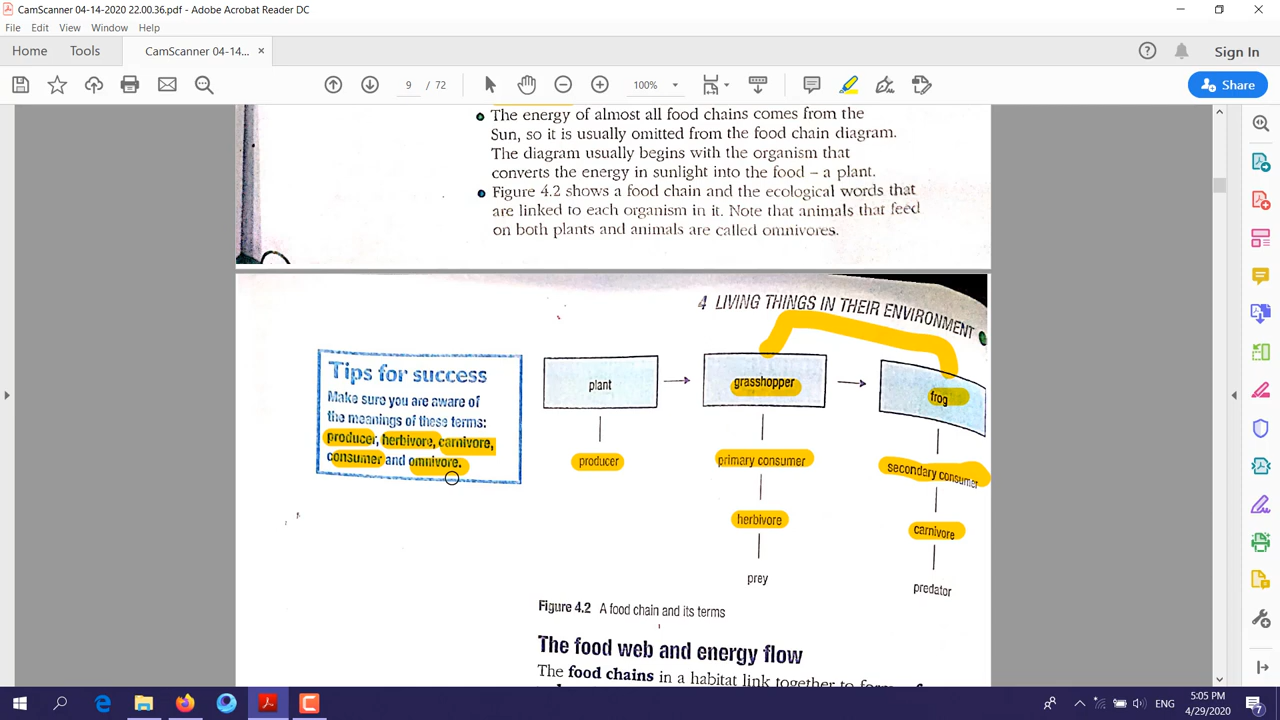 CamScanner 04-14-2020 22.00.36.pdf - Adobe Acrobat Reader DC
File Edit View Window Help
Home Tools CamScanner 04-14... × Sign In
9 / 72 100% Share
The energy of almost all food chains comes from the
Sun, so it is usually omitted from the food chain diagram.
The diagram usually begins with the organism that
converts the energy in sunlight into the food – a plant.
Figure 4.2 shows a food chain and the ecological words that
are linked to each organism in it. Note that animals that feed
on both plants and animals are called omnivores.
4 LIVING THINGS IN THEIR ENVIRONMENT
Tips for success
Make sure you are aware of
the meanings of these terms:
producer, herbivore, carnivore,
consumer and omnivore.
plant grasshopper frog
producer primary consumer secondary consumer
herbivore carnivore
prey predator
Figure 4.2 A food chain and its terms
The food web and energy flow
The food chains in a habitat link together to form
ENG
5:05 PM
4/29/2020
7